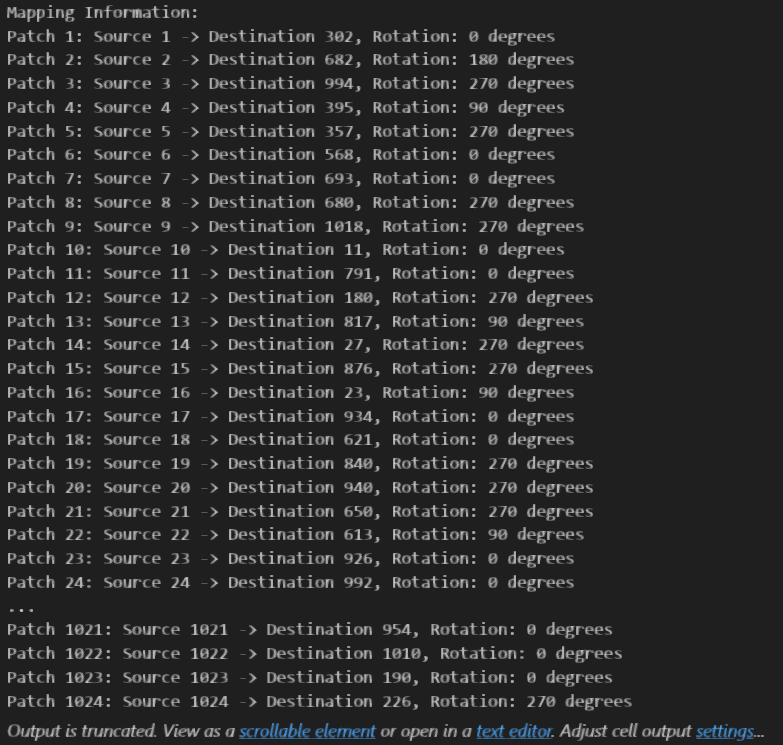 Mapping Information:
Patch 1: Source 1 -> Destination 302, Rotation: 0 degrees
Patch 2: Source 2 -> Destination 682, Rotation: 180 degrees
Patch 3: Source 3 -> Destination 994, Rotation: 270 degrees
Patch 4: Source 4 -> Destination 395, Rotation: 90 degrees
Patch 5: Source 5 -> Destination 357, Rotation: 270 degrees
Patch 6: Source 6 -> Destination 568, Rotation: 0 degrees
Patch 7: Source 7 -> Destination 693, Rotation: 0 degrees
Patch 8: Source 8 -> Destination 680, Rotation: 270 degrees
Patch 9: Source 9 -> Destination 1018, Rotation: 270 degrees
Patch 10: Source 10 -> Destination 11, Rotation: 0 degrees
Patch 11: Source 11 -> Destination 791, Rotation: 0 degrees
Patch 12: Source 12 -> Destination 180, Rotation: 270 degrees
Patch 13: Source 13 -> Destination 817, Rotation: 90 degrees
Patch 14: Source 14 -> Destination 27, Rotation: 270 degrees
Patch 15: Source 15 -> Destination 876, Rotation: 270 degrees
Patch 16: Source 16 -> Destination 23, Rotation: 90 degrees
Patch 17: Source 17 -> Destination 934, Rotation: 0 degrees
Patch 18: Source 18 -> Destination 621, Rotation: 0 degrees
Patch 19: Source 19 -> Destination 840, Rotation: 270 degrees
Patch 20: Source 20 -> Destination 940, Rotation: 270 degrees
Patch 21: Source 21 -> Destination 650, Rotation: 270 degrees
Patch 22: Source 22 -> Destination 613, Rotation: 90 degrees
Patch 23: Source 23 -> Destination 926, Rotation: 0 degrees
Patch 24: Source 24 -> Destination 992, Rotation: 0 degrees
...
Patch 1021: Source 1021 -> Destination 954, Rotation: 0 degrees
Patch 1022: Source 1022 -> Destination 1010, Rotation: 0 degrees
Patch 1023: Source 1023 -> Destination 190, Rotation: 0 degrees
Patch 1024: Source 1024 -> Destination 226, Rotation: 270 degrees
Output is truncated. View as a scrollable element or open in a text editor. Adjust cell output settings...